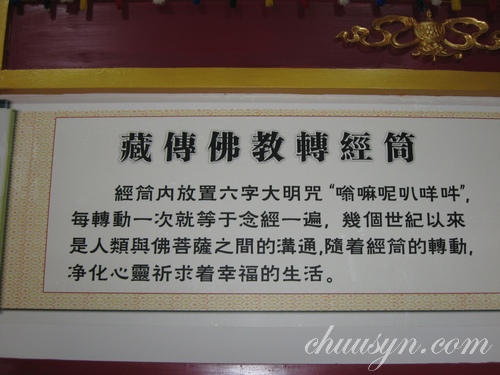 藏傳佛教轉經筒
經筒内放置六字大明咒 “嗡嘛呢叭咩吽”,
每轉動一次就等于念經一遍，幾個世紀以來
是人類與佛菩薩之間的溝通,隨着經筒的轉動,
净化心靈祈求着幸福的生活。
chuusyn.com